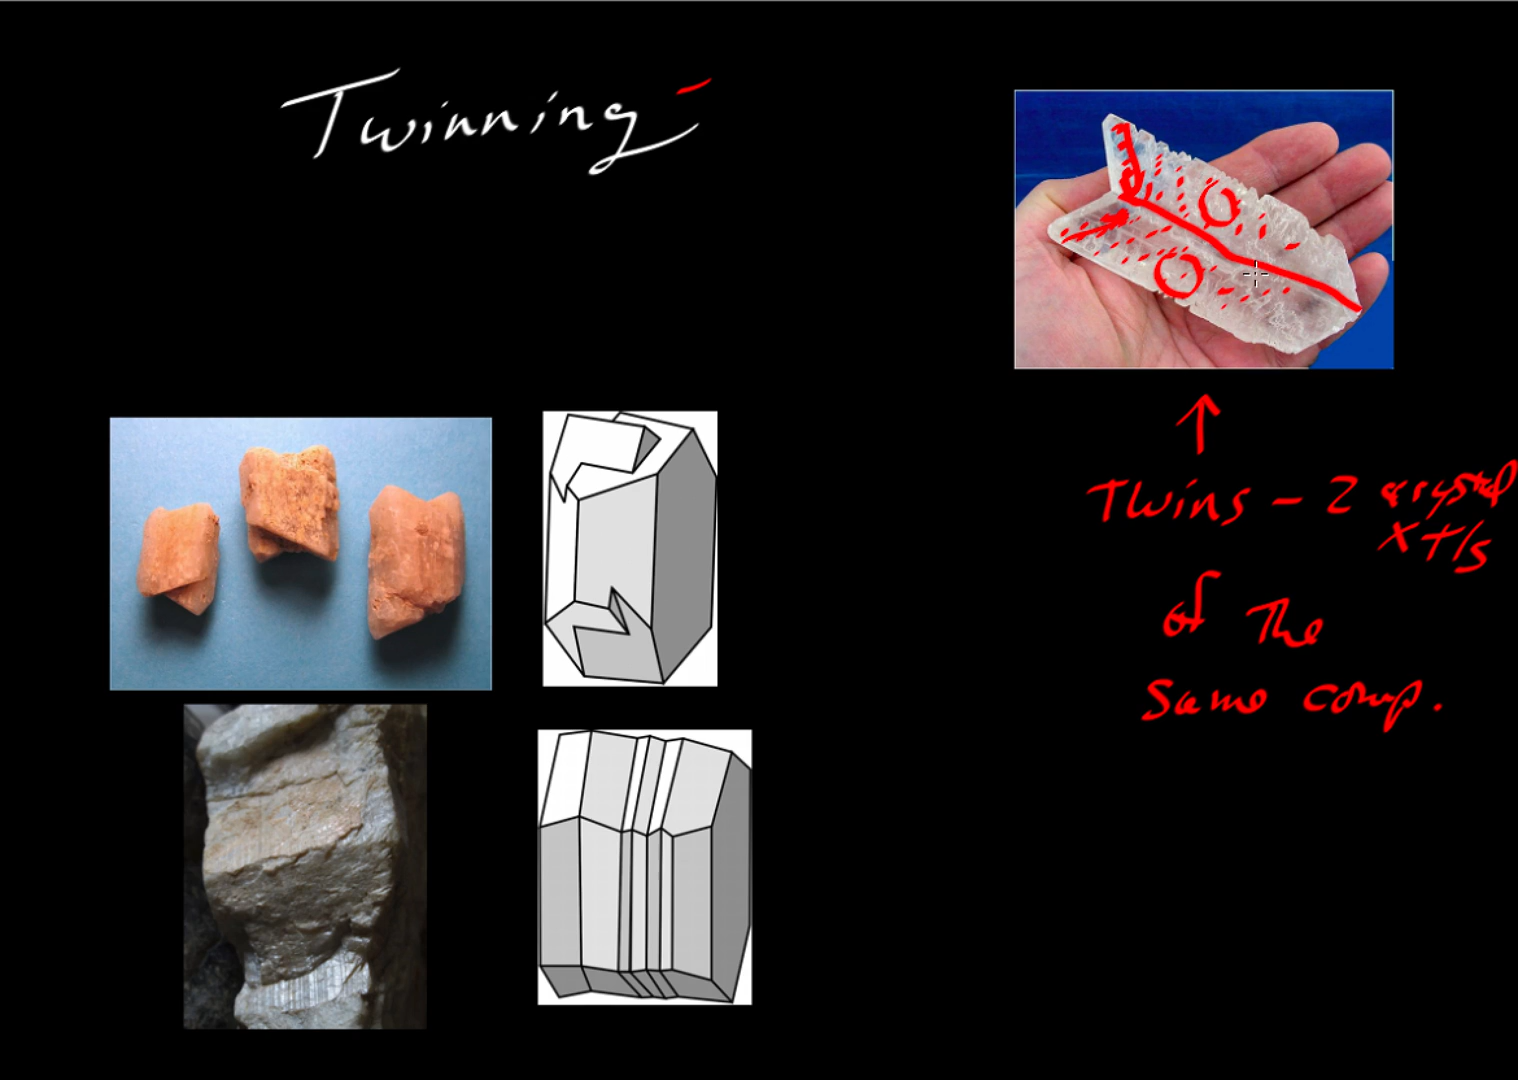 Twinning -
Twins - 2 crystal
xtls
of the
same comp.